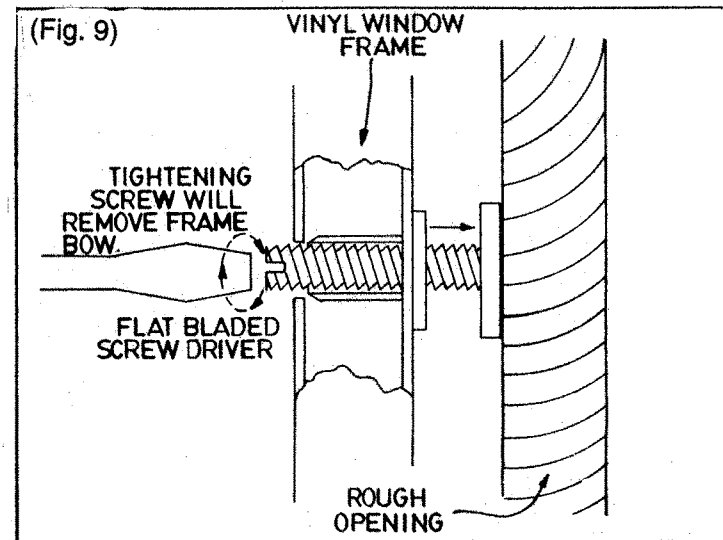 (Fig. 9)
VINYL WINDOW
FRAME
TIGHTENING
SCREW WILL
REMOVE FRAME
BOW.
FLAT BLADED
SCREW DRIVER
ROUGH
OPENING